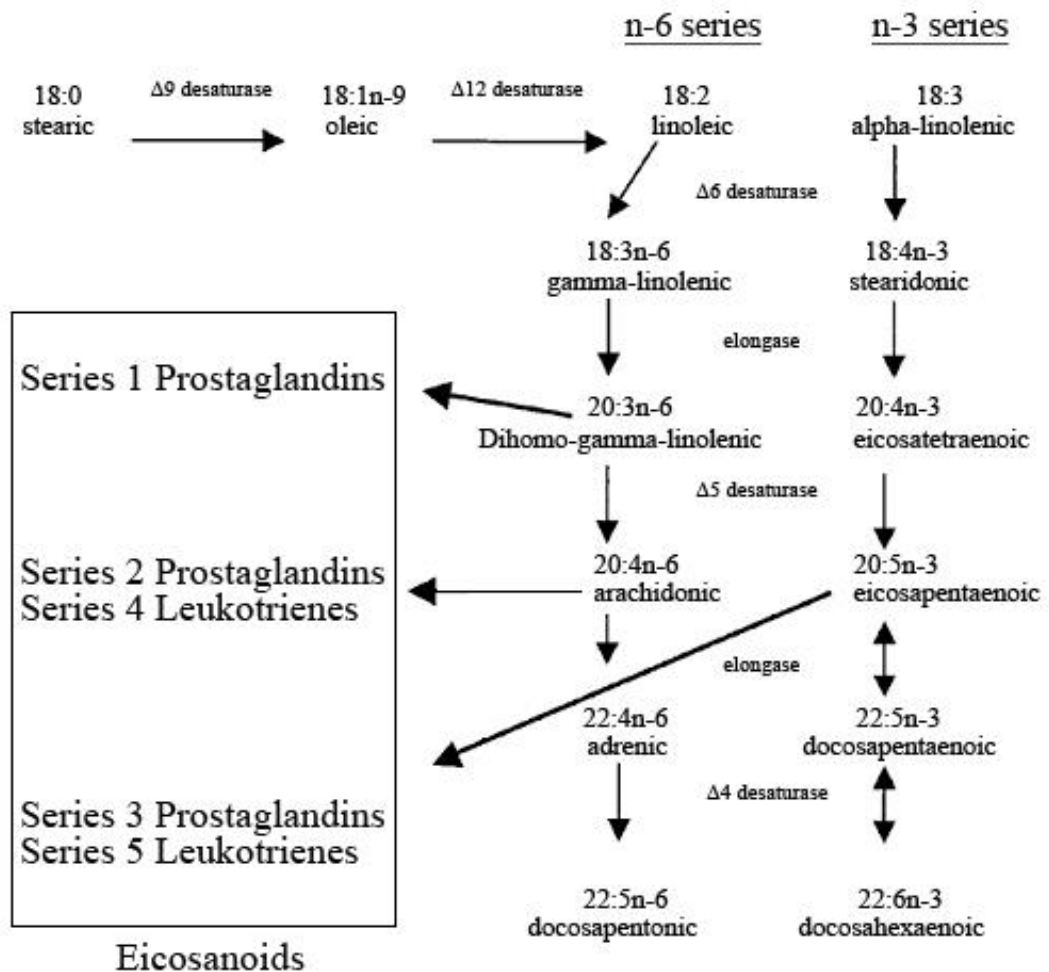 n-6 series
n-3 series
18:0
stearic
Δ9 desaturase
18:1n-9
oleic
Δ12 desaturase
18:2
linoleic
18:3
alpha-linolenic
Δ6 desaturase
18:3n-6
gamma-linolenic
18:4n-3
stearidonic
elongase
Series 1 Prostaglandins
20:3n-6
Dihomo-gamma-linolenic
20:4n-3
eicosatetraenoic
Δ5 desaturase
Series 2 Prostaglandins
Series 4 Leukotrienes
20:4n-6
arachidonic
20:5n-3
eicosapentaenoic
elongase
22:4n-6
adrenic
22:5n-3
docosapentaenoic
Δ4 desaturase
Series 3 Prostaglandins
Series 5 Leukotrienes
22:5n-6
docosapentonic
22:6n-3
docosahexaenoic
Eicosanoids